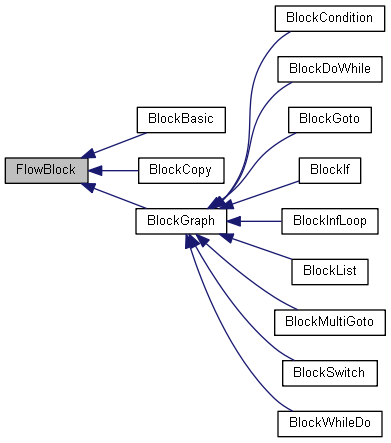 BlockCondition
BlockDoWhile
BlockGoto
BlockBasic
FlowBlock
BlockCopy
BlockIf
BlockGraph
BlockInfLoop
BlockList
BlockMultiGoto
BlockSwitch
BlockWhileDo